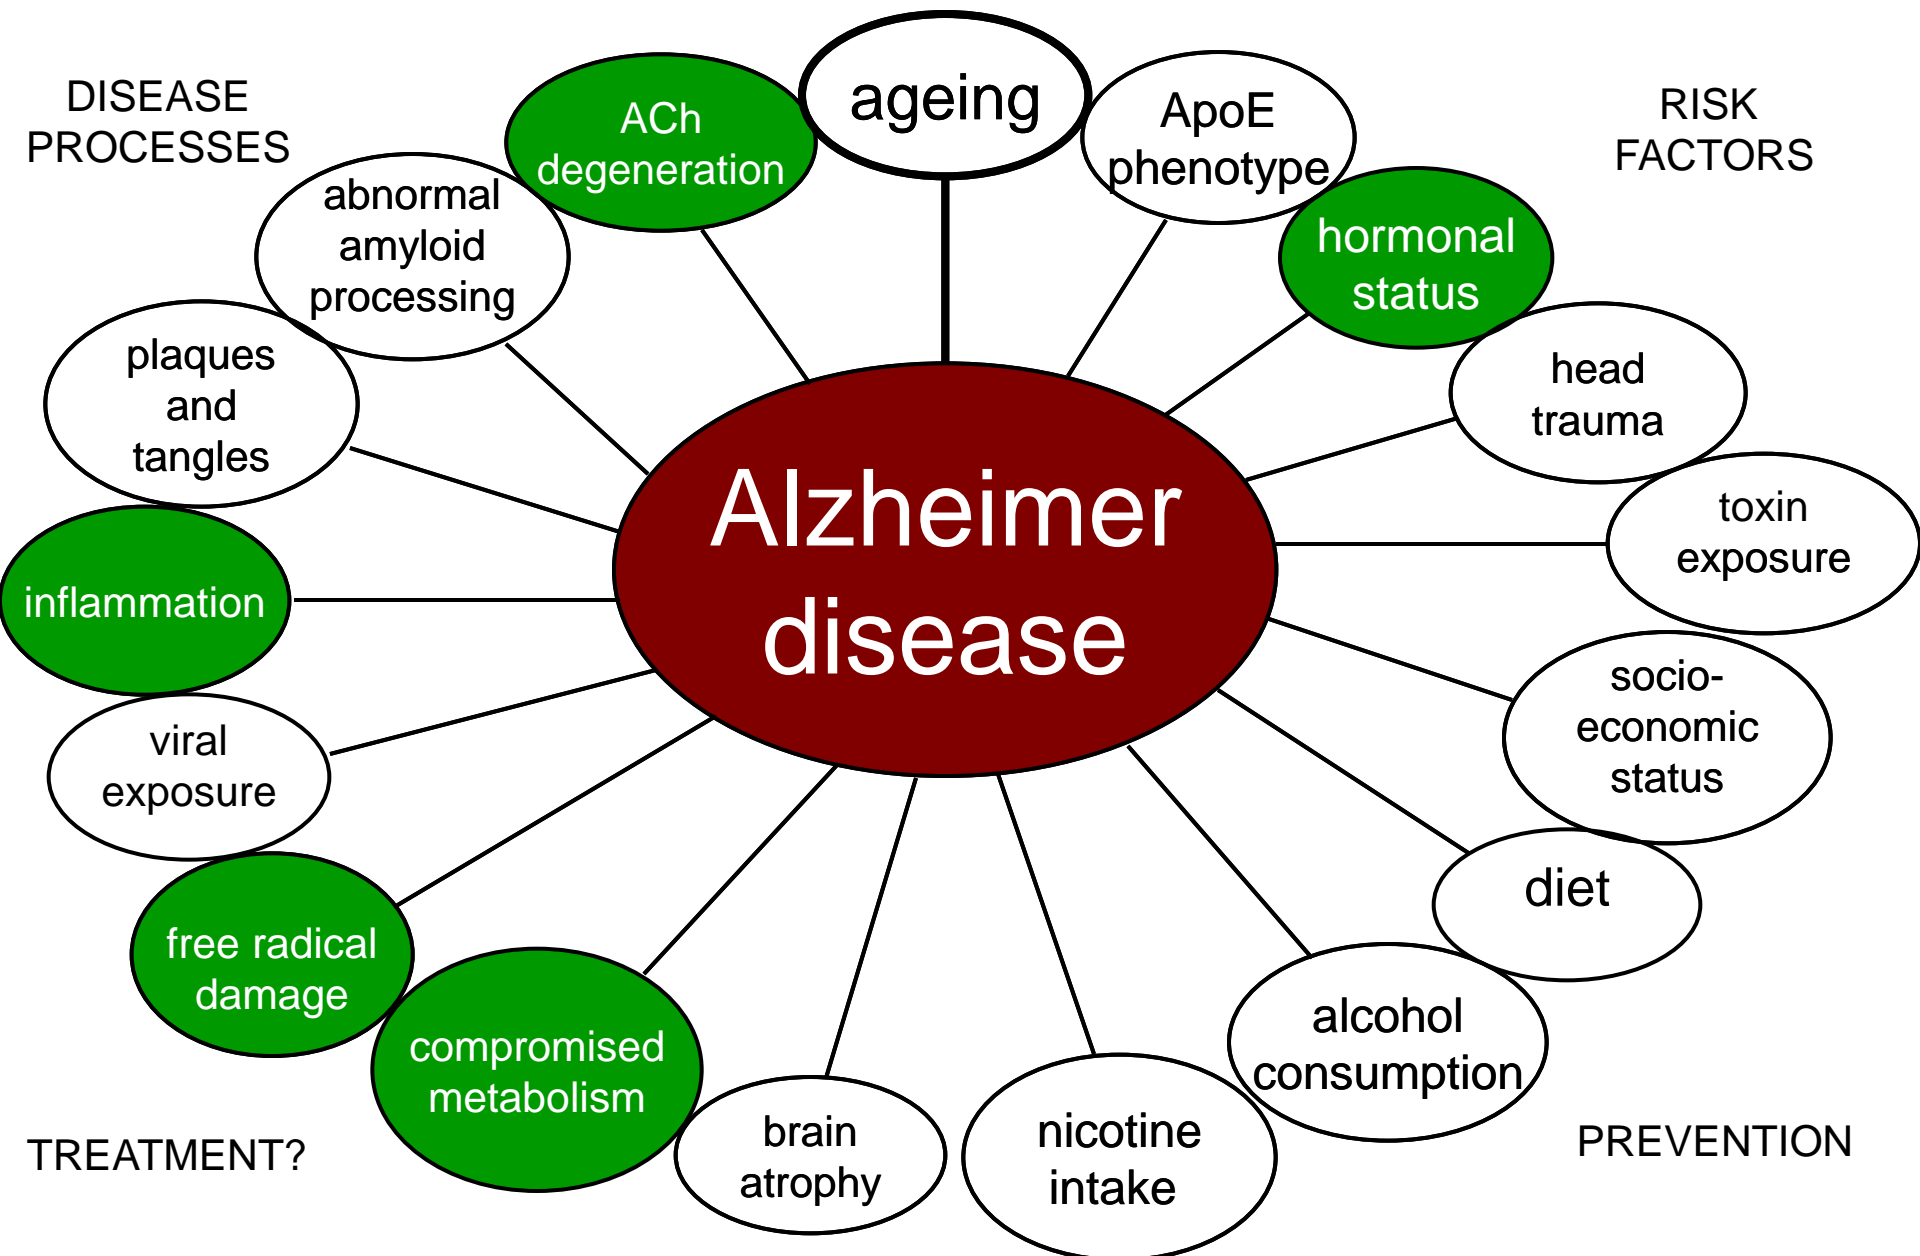 DISEASE
PROCESSES
RISK
FACTORS
ageing
ApoE
phenotype
hormonal
status
head
trauma
toxin
exposure
socio-
economic
status
diet
alcohol
consumption
nicotine
intake
brain
atrophy
compromised
metabolism
free radical
damage
viral
exposure
inflammation
plaques
and
tangles
abnormal
amyloid
processing
ACh
degeneration
Alzheimer
disease
TREATMENT?
PREVENTION